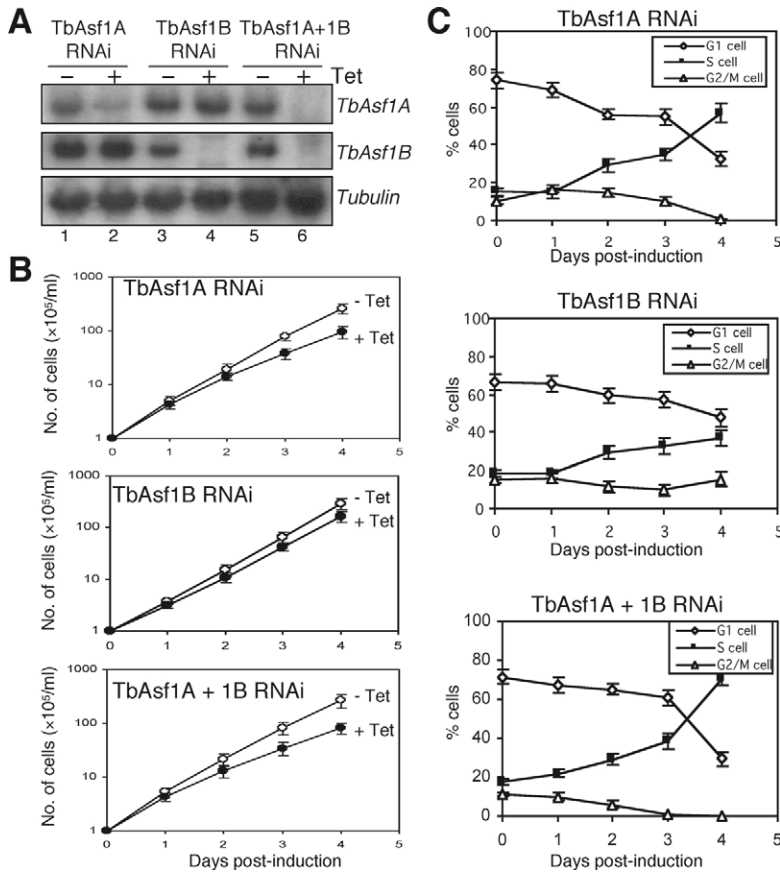 A
TbAsf1A RNAi
TbAsf1B RNAi
TbAsf1A+1B RNAi
– + – + – + Tet
TbAsf1A
TbAsf1B
Tubulin
1 2 3 4 5 6
B
TbAsf1A RNAi
No. of cells (×10⁵/ml)
1000
100
10
1
0 1 2 3 4 5
- Tet
+ Tet
TbAsf1B RNAi
No. of cells (×10⁵/ml)
1000
100
10
1
0 1 2 3 4 5
- Tet
+ Tet
TbAsf1A + 1B RNAi
No. of cells (×10⁵/ml)
1000
100
10
1
0 1 2 3 4 5
- Tet
+ Tet
Days post-induction
C
TbAsf1A RNAi
G1 cell
S cell
G2/M cell
% cells
100
80
60
40
20
0
0 1 2 3 4 5
Days post-induction
TbAsf1B RNAi
G1 cell
S cell
G2/M cell
% cells
100
80
60
40
20
0
0 1 2 3 4 5
Days post-induction
TbAsf1A + 1B RNAi
G1 cell
S cell
G2/M cell
% cells
100
80
60
40
20
0
0 1 2 3 4 5
Days post-induction